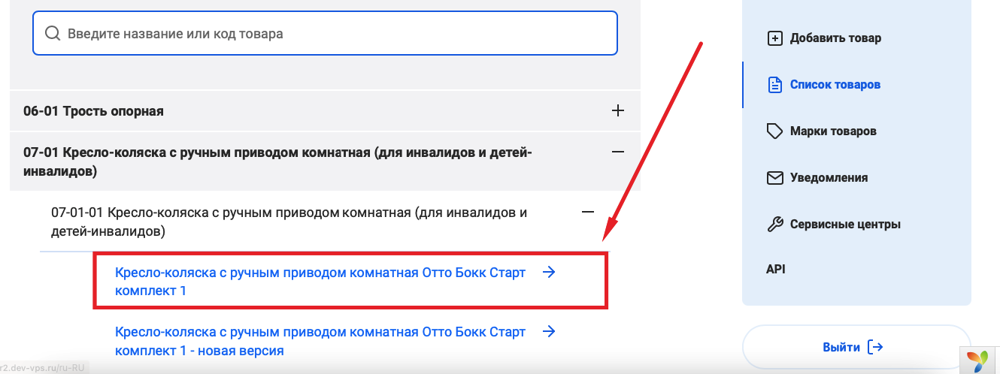 Введите название или код товара
06-01 Трость опорная
07-01 Кресло-коляска с ручным приводом комнатная (для инвалидов и детей-
инвалидов)
07-01-01 Кресло-коляска с ручным приводом комнатная (для инвалидов и
детей-инвалидов)
Кресло-коляска с ручным приводом комнатная Отто Бокк Старт
комплект 1
Кресло-коляска с ручным приводом комнатная Отто Бокк Старт
комплект 1 - новая версия
r2.dev-vps.ru/ru-RU
Добавить товар
Список товаров
Марки товаров
Уведомления
Сервисные центры
API
Выйти